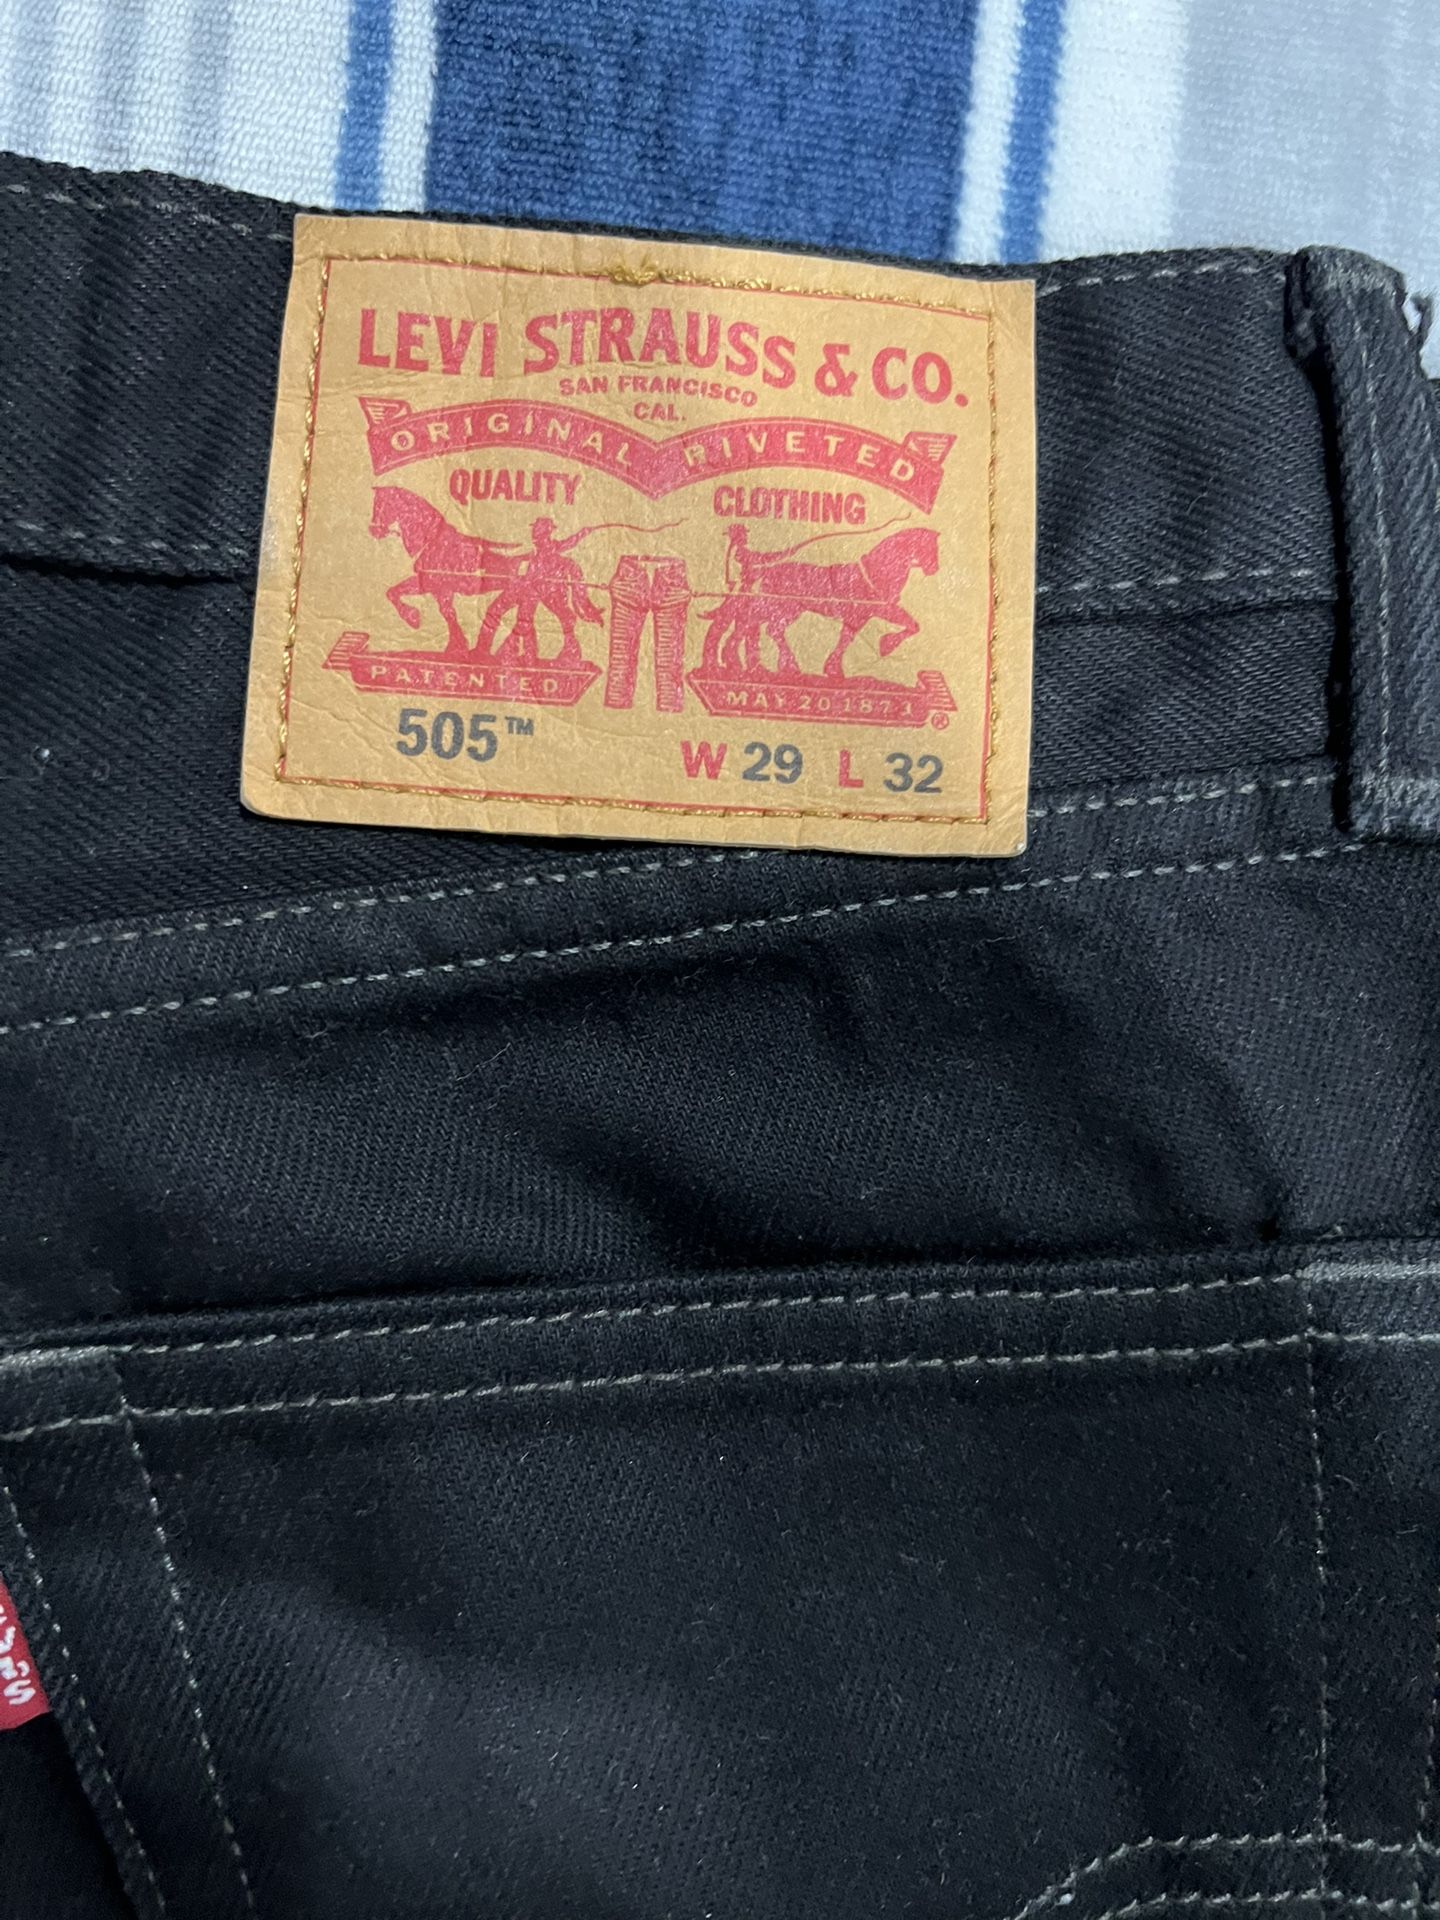 LEVI STRAUSS & CO.
SAN FRANCISCO
CAL.
ORIGINAL RIVETED
QUALITY CLOTHING
PATENTED MAY 20 1873 ®
505™ W 29 L 32